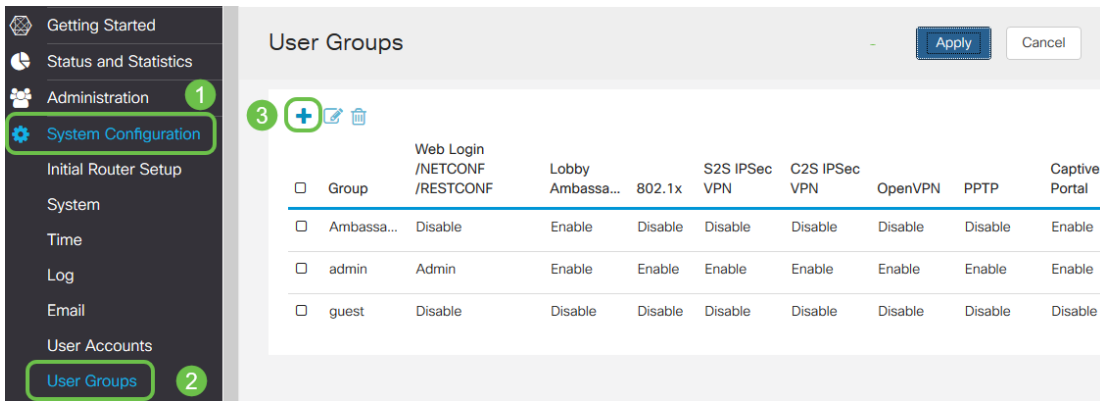 Getting Started
Status and Statistics
Administration
1
System Configuration
Initial Router Setup
System
Time
Log
Email
User Accounts
User Groups
2
User Groups
Apply
Cancel
3
Group Web Login /NETCONF /RESTCONF Lobby Ambassa... 802.1x S2S IPSec VPN C2S IPSec VPN OpenVPN PPTP Captive Portal
Ambassa... Disable Enable Disable Disable Disable Disable Disable Enable
admin Admin Enable Enable Enable Enable Enable Enable Enable
guest Disable Disable Disable Disable Disable Disable Disable Disable